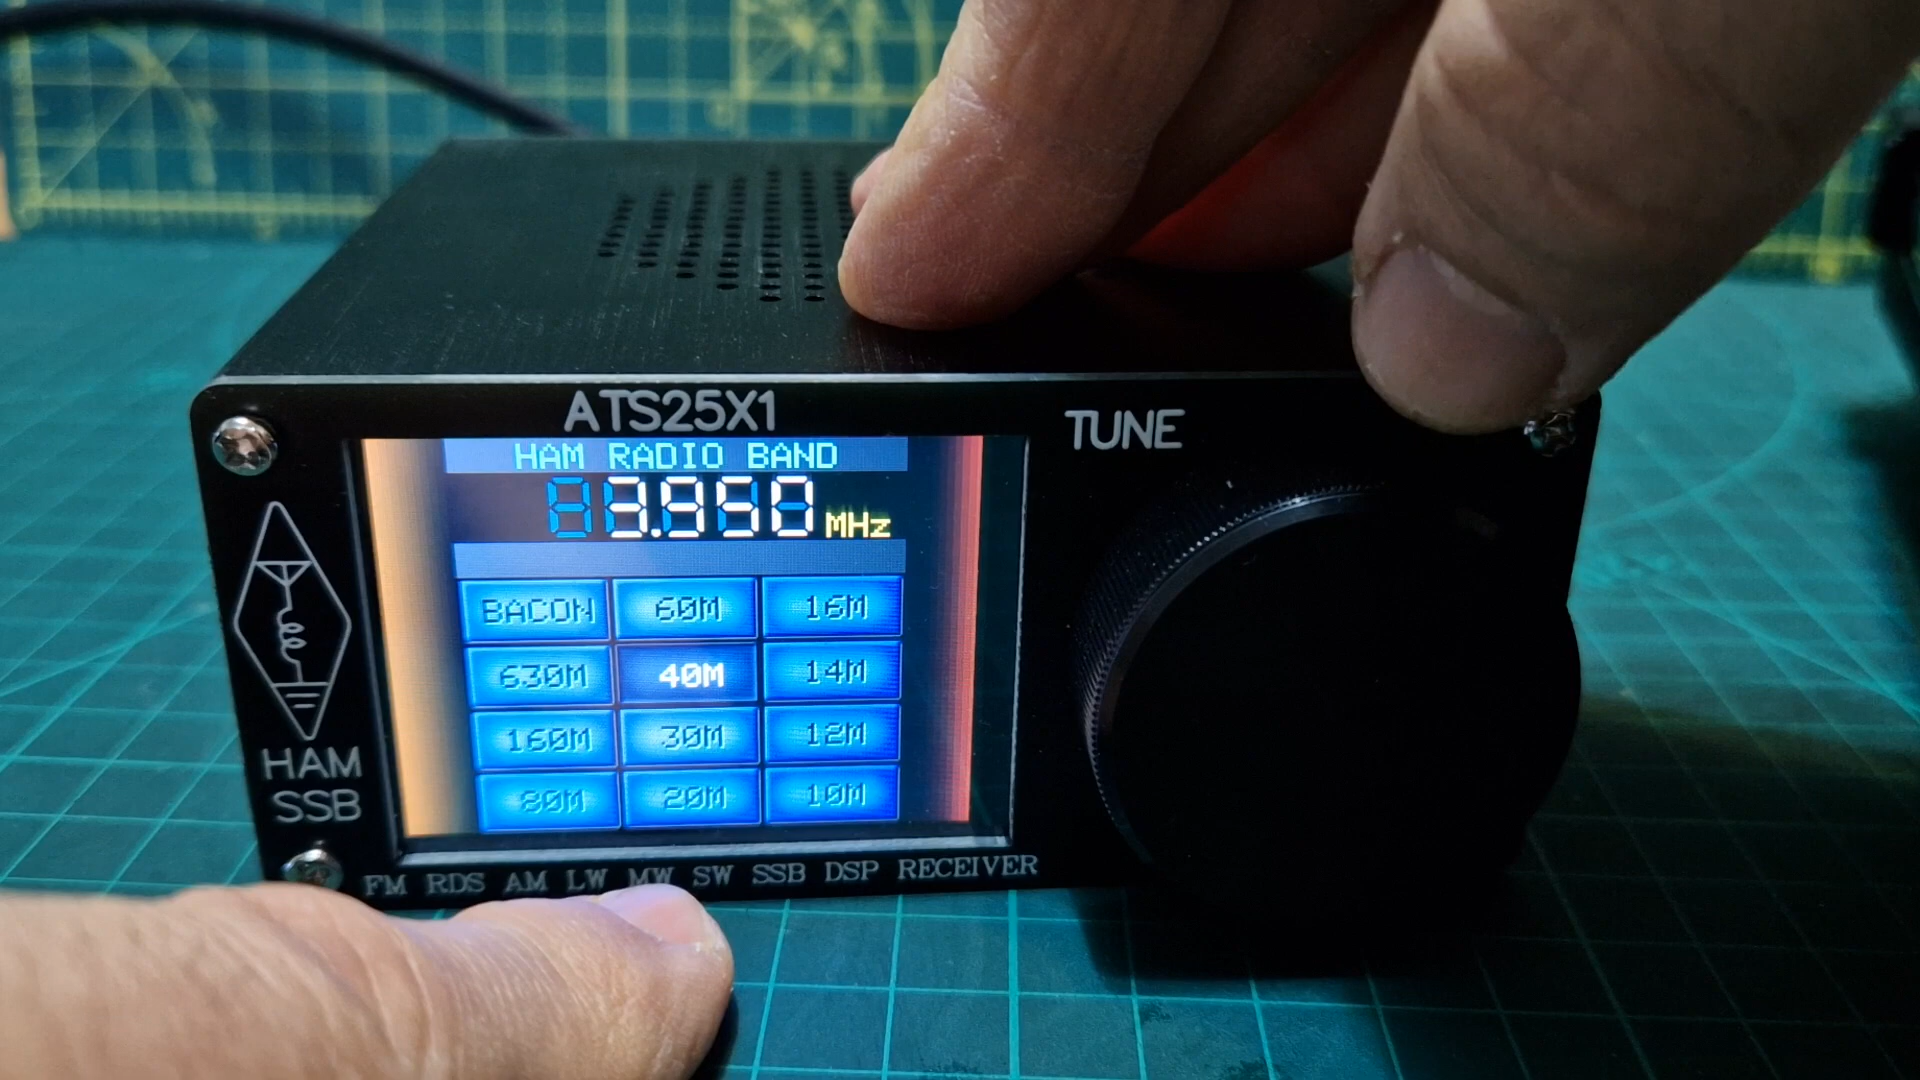 ATS25X1
TUNE
HAM RADIO BAND
3.950 MHz
BACON 60M 16M
630M 40M 14M
160M 30M 12M
80M 20M 10M
HAM
SSB
FM RDS AM LW MW SW SSB DSP RECEIVER